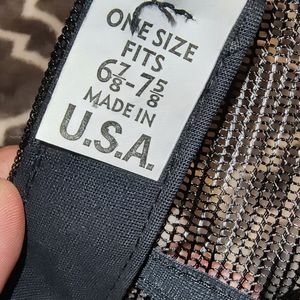 ONE SIZE
FITS
6⅞-7⅝
MADE IN
U.S.A.